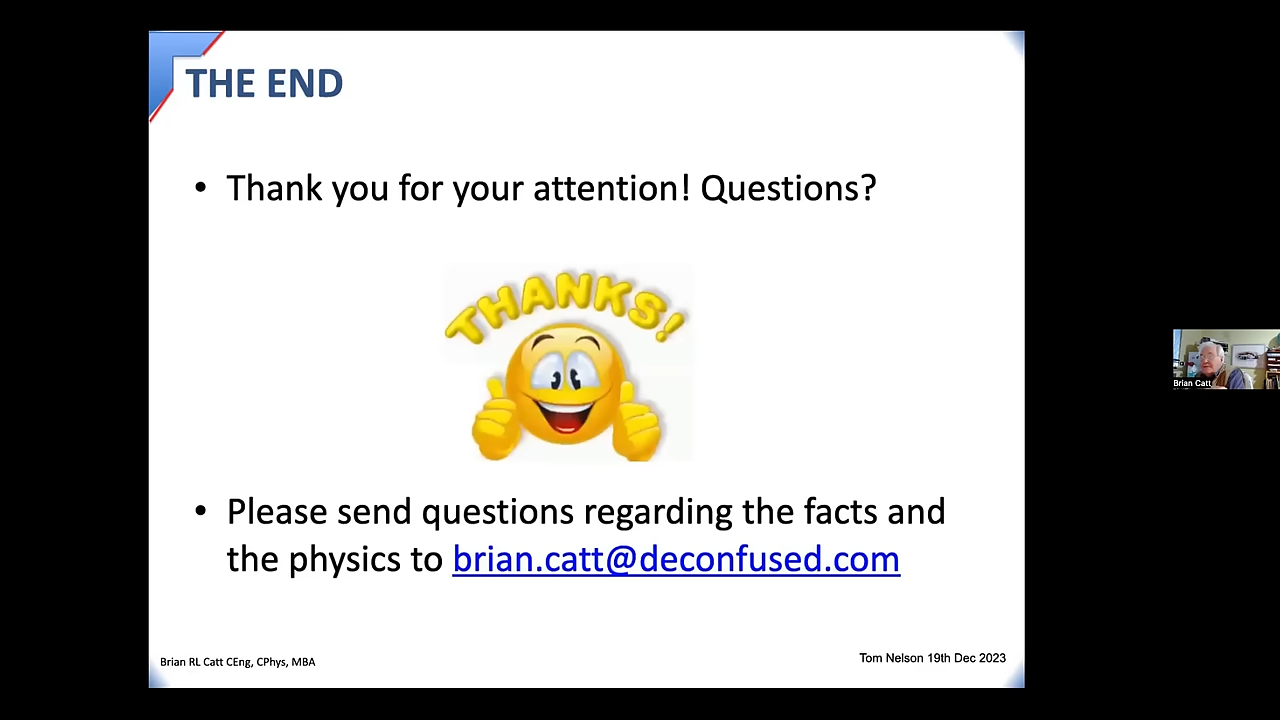 THE END
• Thank you for your attention! Questions?
THANKS!
• Please send questions regarding the facts and
the physics to brian.catt@deconfused.com
Brian RL Catt CEng, CPhys, MBA
Tom Nelson 19th Dec 2023
Brian Catt